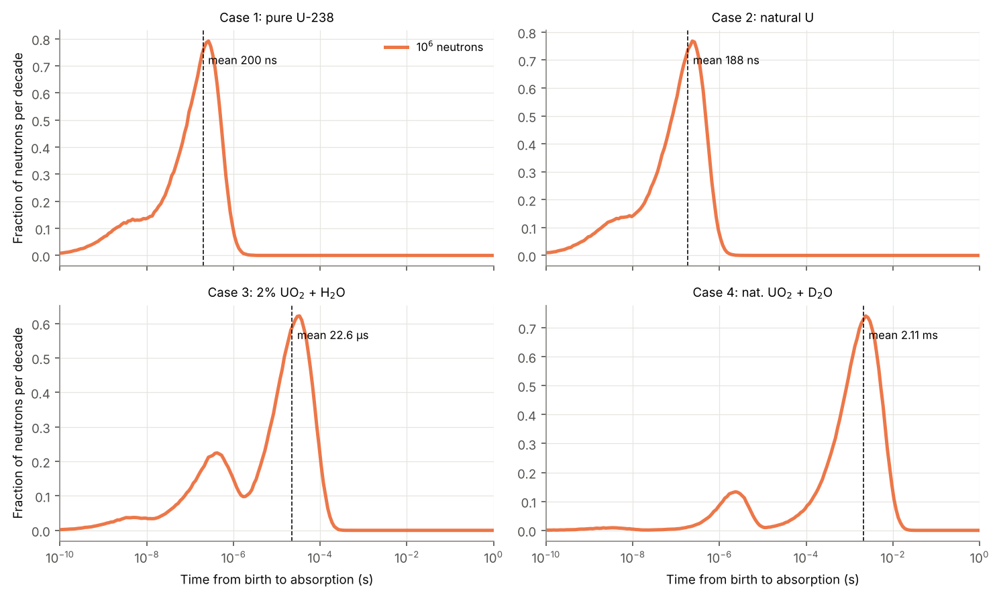 Case 1: pure U-238
Fraction of neutrons per decade
0.8
0.7
0.6
0.5
0.4
0.3
0.2
0.1
0.0
10⁶ neutrons
mean 200 ns
Case 2: natural U
0.8
0.7
0.6
0.5
0.4
0.3
0.2
0.1
0.0
mean 188 ns
Case 3: 2% UO₂ + H₂O
Fraction of neutrons per decade
0.6
0.5
0.4
0.3
0.2
0.1
0.0
mean 22.6 µs
10⁻¹⁰ 10⁻⁸ 10⁻⁶ 10⁻⁴ 10⁻² 10⁰
Time from birth to absorption (s)
Case 4: nat. UO₂ + D₂O
0.7
0.6
0.5
0.4
0.3
0.2
0.1
0.0
mean 2.11 ms
10⁻¹⁰ 10⁻⁸ 10⁻⁶ 10⁻⁴ 10⁻² 10⁰
Time from birth to absorption (s)